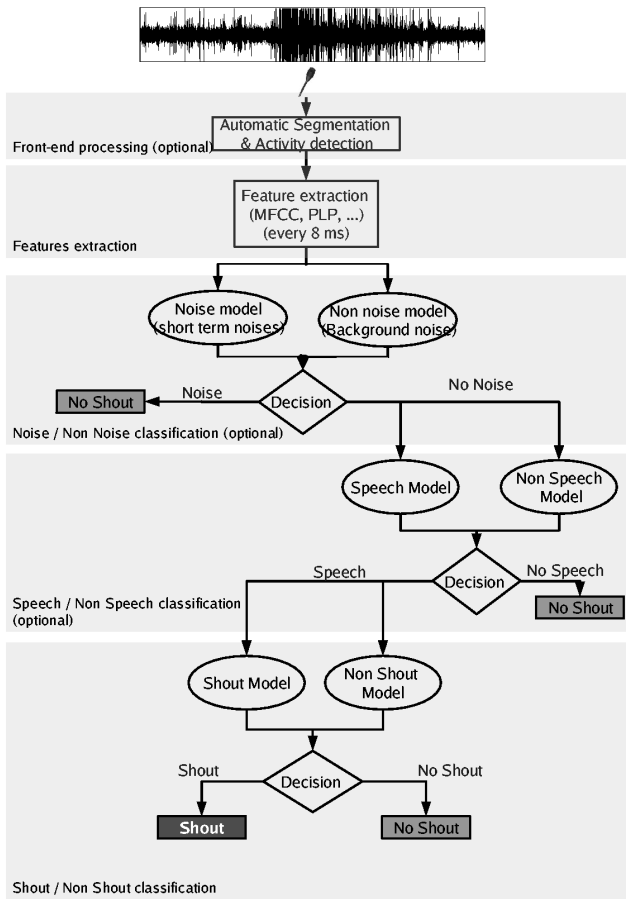 Automatic Segmentation
& Activity detection
Front-end processing (optional)
Feature extraction
(MFCC, PLP, ...)
(every 8 ms)
Features extraction
Noise model
(short term noises)
Non noise model
(Background noise)
Noise
No Noise
No Shout
Decision
Noise / Non Noise classification (optional)
Speech Model
Non Speech
Model
Speech
No Speech
Decision
Speech / Non Speech classification
(optional)
No Shout
Shout Model
Non Shout
Model
Shout
No Shout
Decision
Shout
No Shout
Shout / Non Shout classification